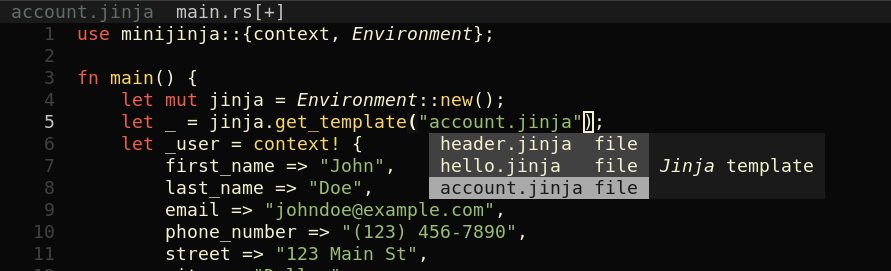 account.jinja main.rs[+]
1 use minijinja::{context, Environment};
2
3 fn main() {
4 let mut jinja = Environment::new();
5 let _ = jinja.get_template("account.jinja");
6 let _user = context! {
header.jinja file
7 first_name => "John",
hello.jinja file Jinja template
8 last_name => "Doe",
account.jinja file
9 email => "johndoe@example.com",
10 phone_number => "(123) 456-7890",
11 street => "123 Main St",